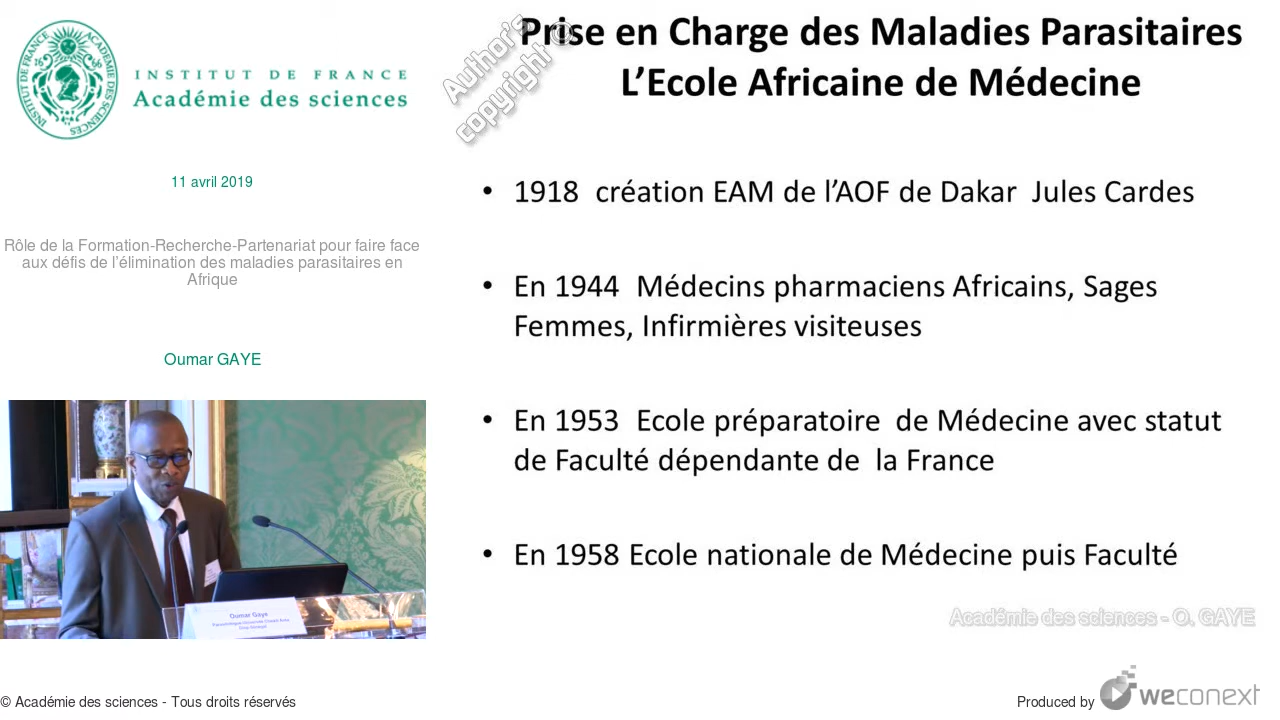 INSTITUT DE FRANCE
Académie des sciences
11 avril 2019
Rôle de la Formation-Recherche-Partenariat pour faire face
aux défis de l'élimination des maladies parasitaires en
Afrique
Oumar GAYE
Oumar Gaye
Author's
copyright ©
Prise en Charge des Maladies Parasitaires
L'Ecole Africaine de Médecine
• 1918 création EAM de l'AOF de Dakar Jules Cardes
• En 1944 Médecins pharmaciens Africains, Sages
Femmes, Infirmières visiteuses
• En 1953 Ecole préparatoire de Médecine avec statut
de Faculté dépendante de la France
• En 1958 Ecole nationale de Médecine puis Faculté
Académie des sciences - O. GAYE
© Académie des sciences - Tous droits réservés
Produced by weconext